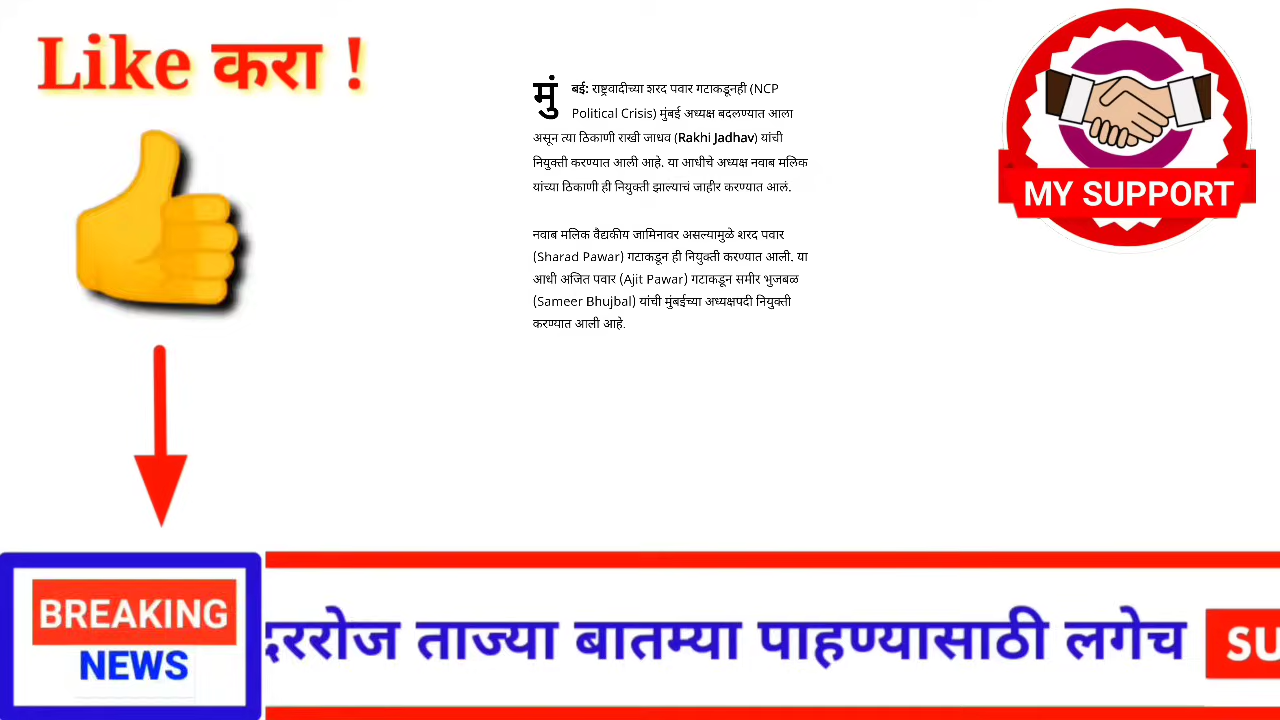 Like करा !
मुंबई: राष्ट्रवादीच्या शरद पवार गटाकडूनही (NCP
Political Crisis) मुंबई अध्यक्ष बदलण्यात आला
असून त्या ठिकाणी राखी जाधव (Rakhi Jadhav) यांची
नियुक्ती करण्यात आली आहे. या आधीचे अध्यक्ष नवाब मलिक
यांच्या ठिकाणी ही नियुक्ती झाल्याचं जाहीर करण्यात आलं.
नवाब मलिक वैद्यकीय जामिनावर असल्यामुळे शरद पवार
(Sharad Pawar) गटाकडून ही नियुक्ती करण्यात आली. या
आधी अजित पवार (Ajit Pawar) गटाकडून समीर भुजबळ
(Sameer Bhujbal) यांची मुंबईच्या अध्यक्षपदी नियुक्ती
करण्यात आली आहे.
MY SUPPORT
BREAKING
NEWS
दररोज ताज्या बातम्या पाहण्यासाठी लगेच SU